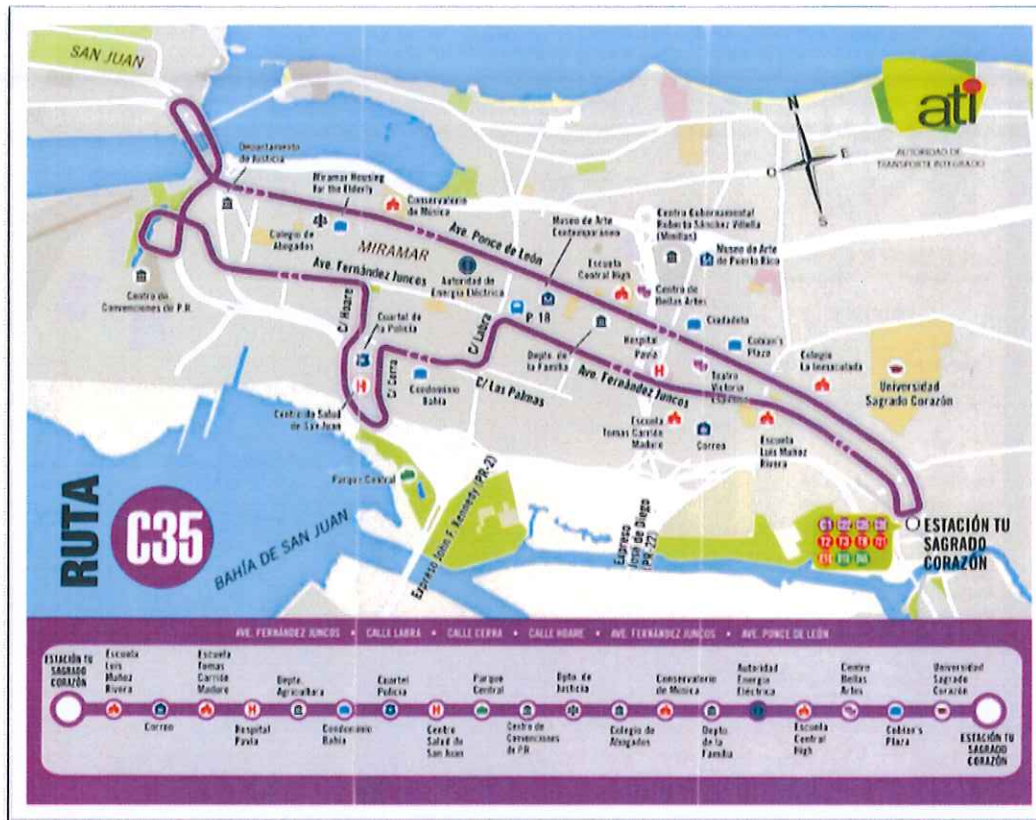 SAN JUAN
ati
AUTORIDAD DE
TRANSPORTE INTEGRADO
N
E
S
O
Departamento
de Justicia
Miramar Housing
for the Elderly
Conservatorio
de Música
Colegio de
Abogados
MIRAMAR
Ave. Ponce de León
Museo de Arte
Contemporáneo
Centro Gubernamental
Roberto Sánchez Vilella
(Minillas)
Museo de Arte
de Puerto Rico
Ave. Fernández Juncos
Autoridad de
Energía Eléctrica
Escuela
Central High
Centro de
Bellas Artes
Centro de
Convenciones de P.R.
C/ Hoare
Cuartel de
la Policía
C/ Labra
P. 18
Ciudadela
Cobian's
Plaza
Depto. de
la Familia
Hospital
Pavía
Ave. Fernández Juncos
Teatro
Victoria
Colegio
La Inmaculada
Universidad
Sagrado Corazón
C/ Cerra
Condominio
Bahía
C/ Las Palmas
Centro de Salud
de San Juan
Escuela
Tomas Carrión
Maduro
Correo
Escuela
Luis Muñoz
Rivera
Parque Central
Expreso John F. Kennedy (PR-2)
Expreso
José de Diego
(PR-22)
RUTA
C35
BAHÍA DE SAN JUAN
C1
T2 T3
ESTACIÓN TU
SAGRADO
CORAZÓN
AVE. FERNÁNDEZ JUNCOS • CALLE LABRA • CALLE CERRA • CALLE HOARE • AVE. FERNÁNDEZ JUNCOS • AVE. PONCE DE LEÓN
ESTACIÓN TU
SAGRADO
CORAZÓN
Escuela
Luis
Muñoz
Rivera
Correo
Escuela
Tomas
Carrión
Maduro
Hospital
Pavía
Depto.
Agricultura
Condominio
Bahía
Cuartel
Policía
Centro
Salud de
San Juan
Parque
Central
Centro de
Convenciones
de P.R.
Dpto. de
Justicia
Colegio de
Abogados
Conservatorio
de Música
Depto.
de la
Familia
Autoridad
Energía
Eléctrica
Escuela
Central
High
Centro
Bellas
Artes
Cobian's
Plaza
Universidad
Sagrado
Corazón
ESTACIÓN TU
SAGRADO
CORAZÓN